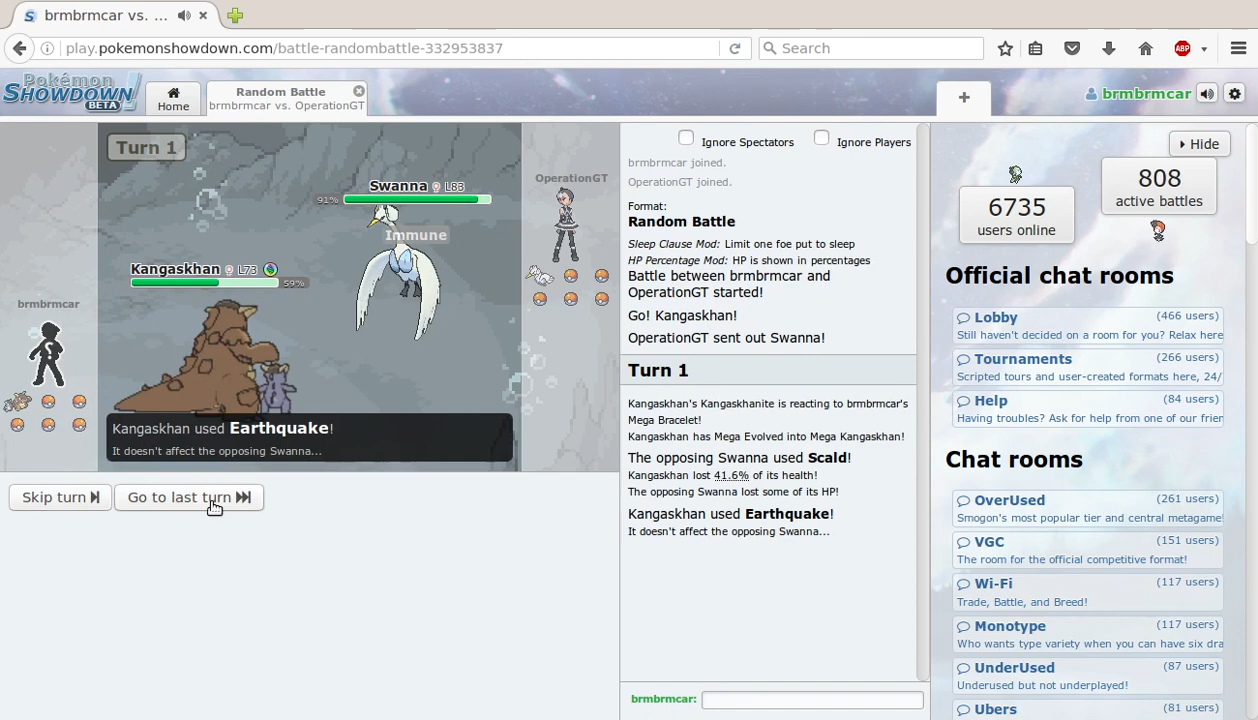 brmbrmcar vs. ...
play.pokemonshowdown.com/battle-randombattle-332953837
Search
ABP
Pokémon
SHOWDOWN
BETA
Home
Random Battle
brmbrmcar vs. OperationGT
brmbrmcar
Turn 1
Swanna L83
91%
Immune
Kangaskhan L73
59%
brmbrmcar
OperationGT
Kangaskhan used Earthquake!
It doesn't affect the opposing Swanna...
Skip turn
Go to last turn
Ignore Spectators
Ignore Players
brmbrmcar joined.
OperationGT joined.
Format:
Random Battle
Sleep Clause Mod: Limit one foe put to sleep
HP Percentage Mod: HP is shown in percentages
Battle between brmbrmcar and
OperationGT started!
Go! Kangaskhan!
OperationGT sent out Swanna!
Turn 1
Kangaskhan's Kangaskhanite is reacting to brmbrmcar's
Mega Bracelet!
Kangaskhan has Mega Evolved into Mega Kangaskhan!
The opposing Swanna used Scald!
Kangaskhan lost 41.6% of its health!
The opposing Swanna lost some of its HP!
Kangaskhan used Earthquake!
It doesn't affect the opposing Swanna...
brmbrmcar:
Hide
6735
users online
808
active battles
Official chat rooms
Lobby (466 users)
Still haven't decided on a room for you? Relax here
Tournaments (266 users)
Scripted tours and user-created formats here, 24/
Help (84 users)
Having troubles? Ask for help from one of our frier
Chat rooms
OverUsed (261 users)
Smogon's most popular tier and central metagame!
VGC (151 users)
The room for the official competitive format!
Wi-Fi (117 users)
Trade, Battle, and Breed!
Monotype (117 users)
Who wants type variety when you can have six dra
UnderUsed (87 users)
Underused but not underplayed!
Ubers (81 users)